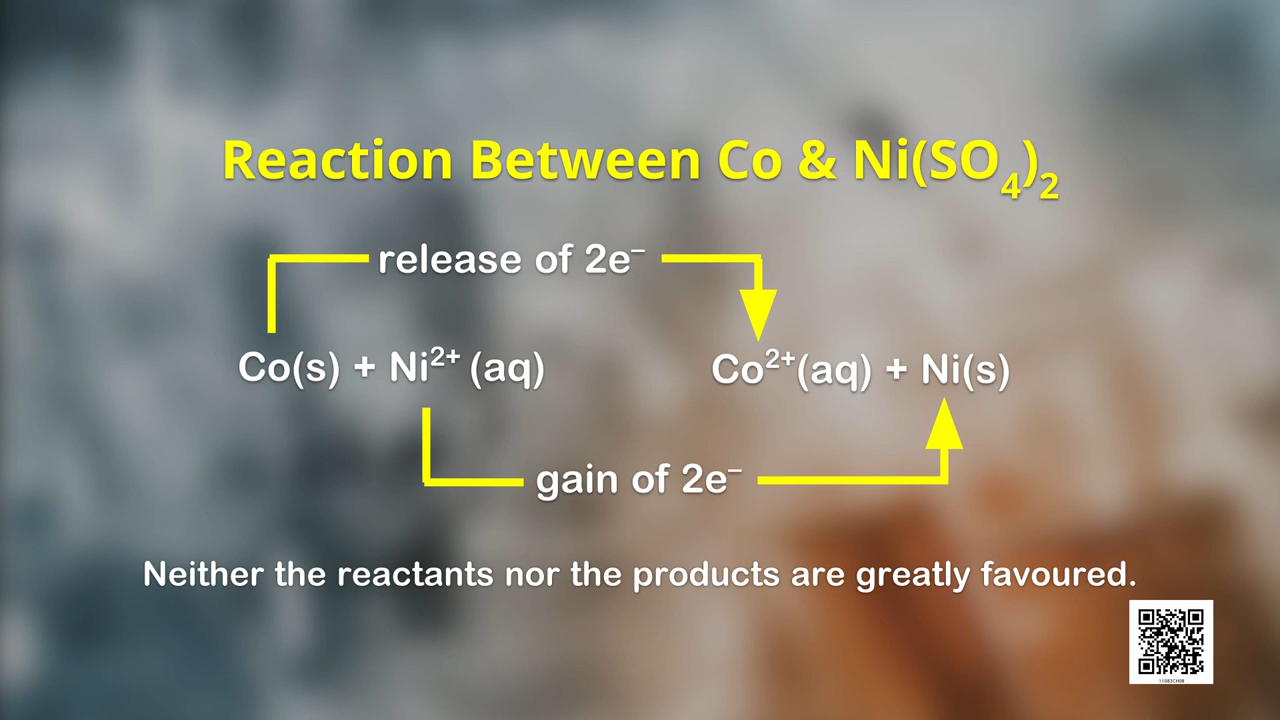 Reaction Between Co & Ni(SO₄)₂
release of 2e⁻
Co(s) + Ni²⁺ (aq) Co²⁺(aq) + Ni(s)
gain of 2e⁻
Neither the reactants nor the products are greatly favoured.
11083CH08